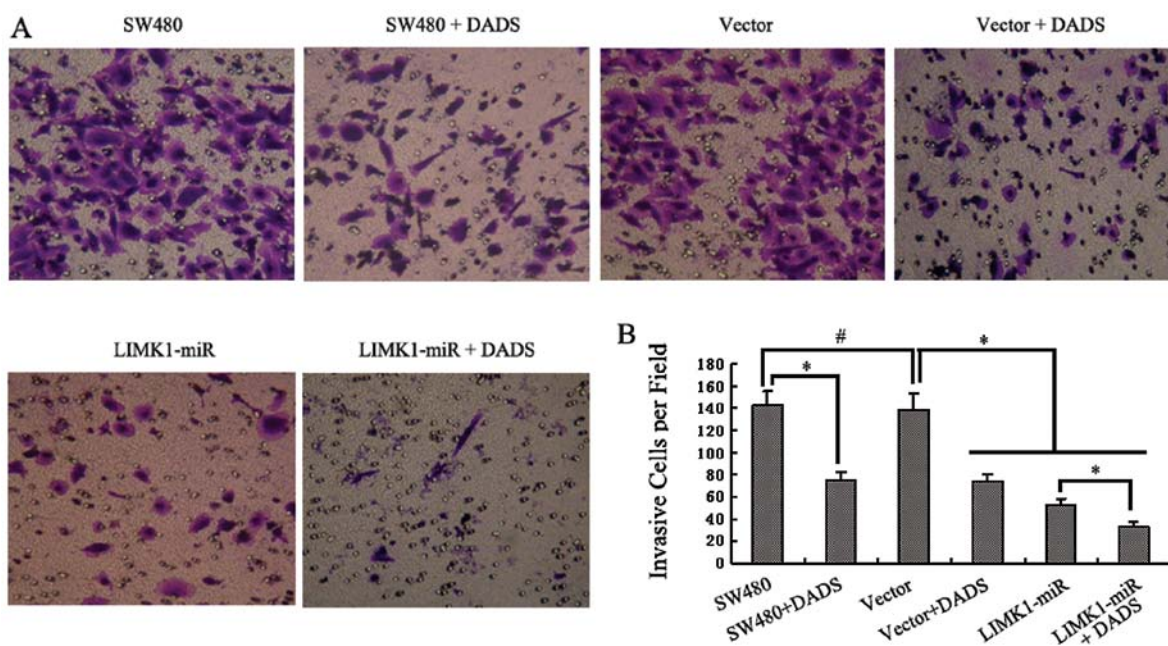 A
SW480
SW480 + DADS
Vector
Vector + DADS
LIMK1-miR
LIMK1-miR + DADS
B
#
*
*
*
Invasive Cells per Field
180
160
140
120
100
80
60
40
20
0
SW480
SW480+DADS
Vector
Vector+DADS
LIMK1-miR
LIMK1-miR
+ DADS